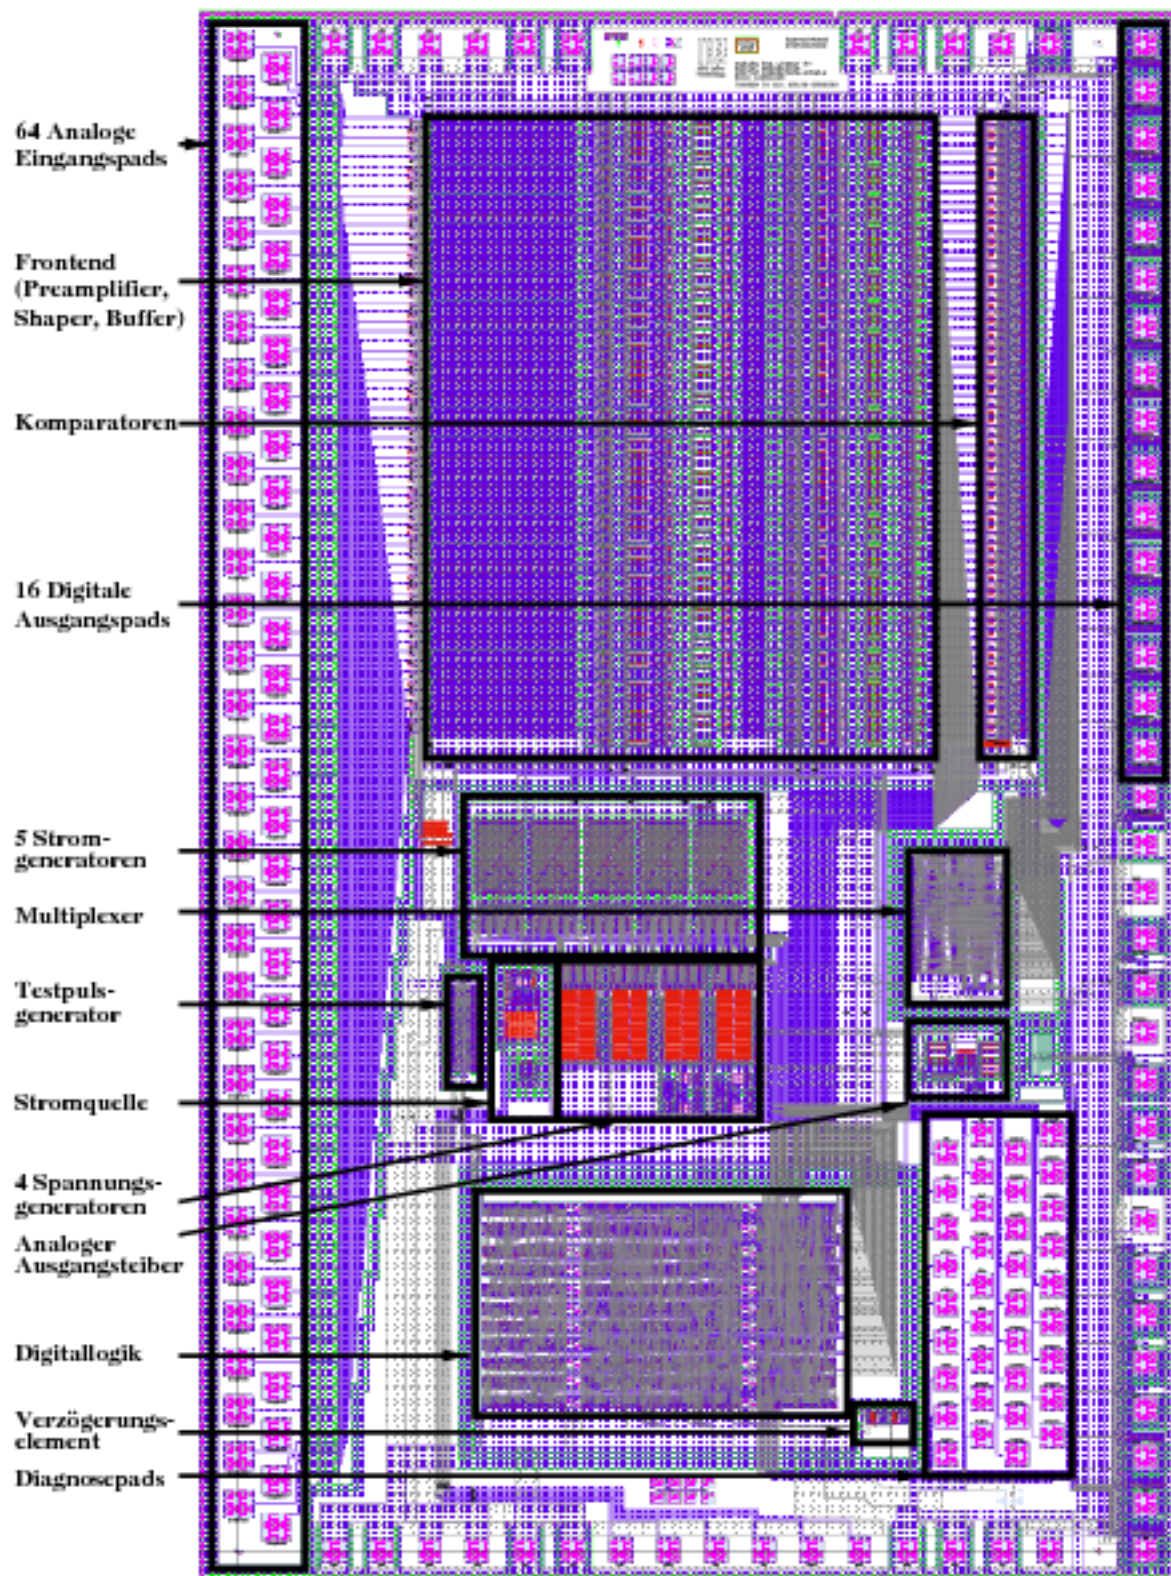 64 Analoge
Eingangspads
Frontend
(Preamplifier,
Shaper, Buffer)
Komparatoren
16 Digitale
Ausgangspads
5 Strom-
generatoren
Multiplexer
Testpuls-
generator
Stromquelle
4 Spannungs-
generatoren
Analoger
Ausgangsteiber
Digitallogik
Verzögerungs-
element
Diagnosepads